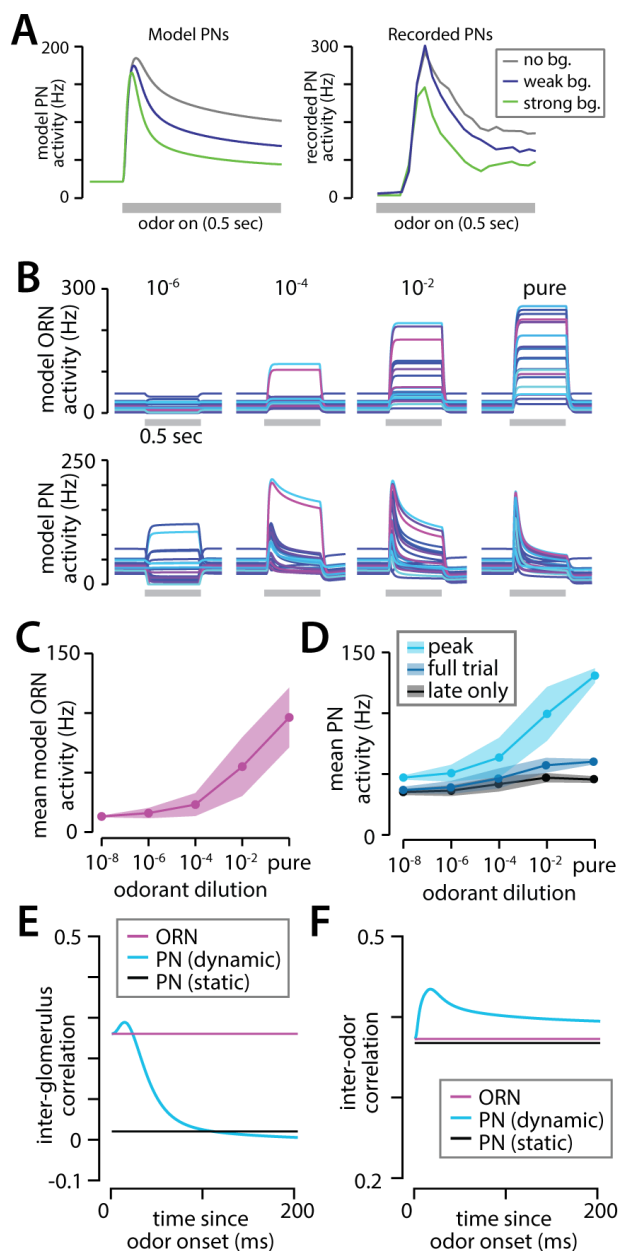 A
Model PNs
Recorded PNs
no bg.
weak bg.
strong bg.
200
0
model PN
activity (Hz)
odor on (0.5 sec)
300
0
recorded PN
activity (Hz)
odor on (0.5 sec)
B
10⁻⁶
10⁻⁴
10⁻²
pure
300
0
model ORN
activity (Hz)
0.5 sec
250
0
model PN
activity (Hz)
C
150
0
mean model ORN
activity (Hz)
10⁻⁸
10⁻⁶
10⁻⁴
10⁻²
pure
odorant dilution
D
peak
full trial
late only
150
0
mean PN
activity (Hz)
10⁻⁸
10⁻⁶
10⁻⁴
10⁻²
pure
odorant dilution
E
ORN
PN (dynamic)
PN (static)
0.5
0
-0.1
inter-glomerulus
correlation
0
200
time since
odor onset (ms)
F
0.5
0.2
inter-odor
correlation
ORN
PN (dynamic)
PN (static)
0
200
time since
odor onset (ms)